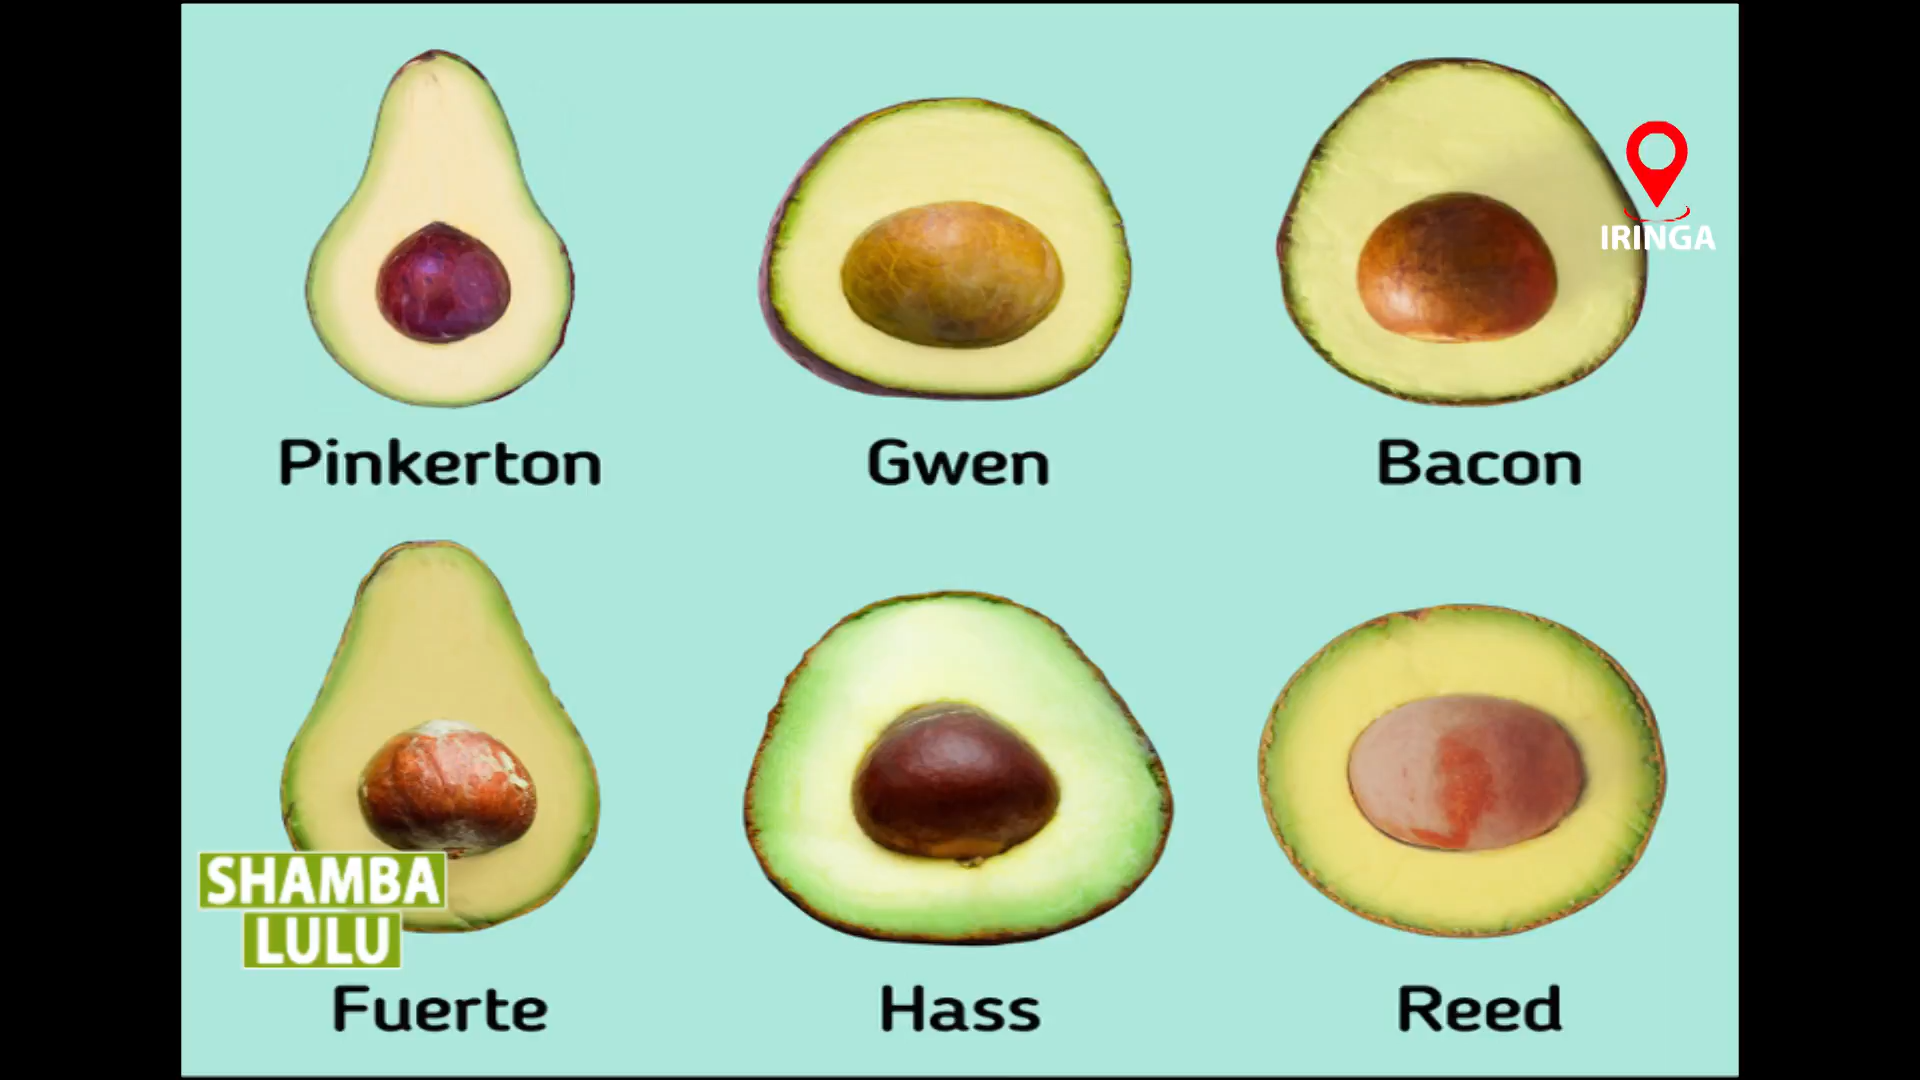 IRINGA
Pinkerton
Gwen
Bacon
SHAMBA
LULU
Fuerte
Hass
Reed